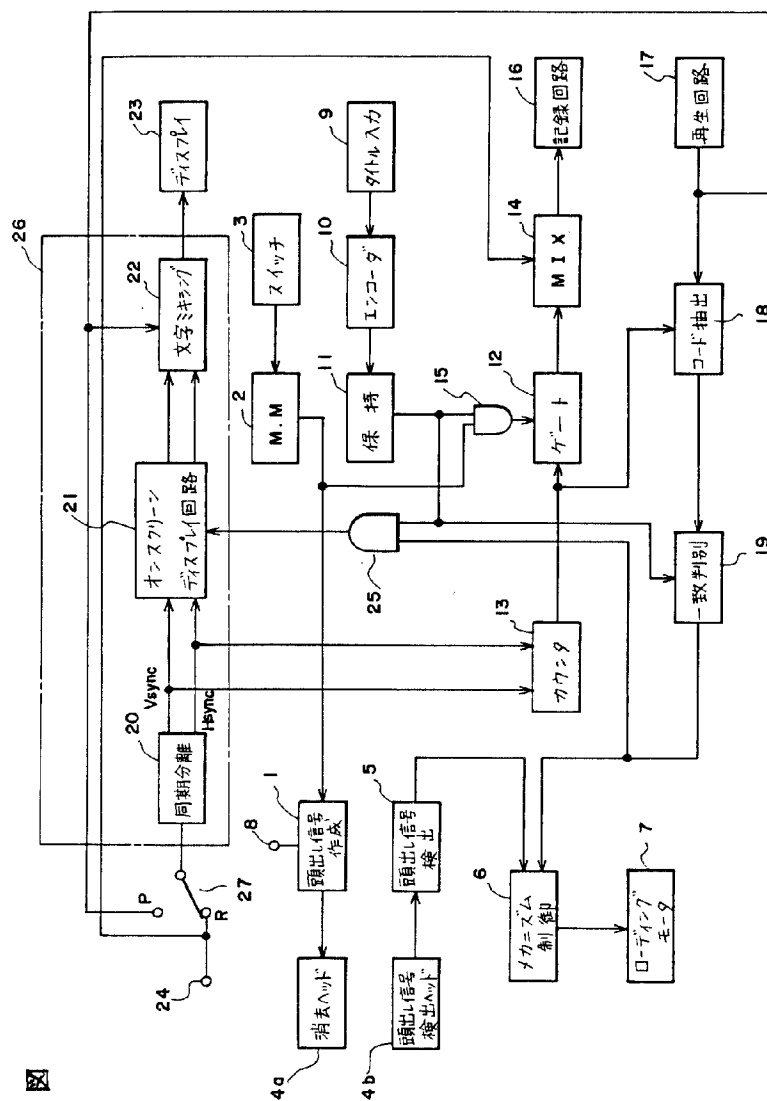 図
26
23
ディスプレイ
22
文字ミキシング
21
オンスクリーン
ディスプレイ回路
Vsync
Hsync
20
同期分離
27
P
R
24
3
スイッチ
2
M.M
9
タイトル入力
10
エンコーダ
11
保持
15
25
16
記録回路
14
MIX
12
ゲート
13
カウンタ
17
再生回路
18
コード抽出
19
一致判別
8
1
頭出し信号
作成
4a
消去ヘッド
5
頭出し信号
検出
4b
頭出し信号
検出ヘッド
6
メカニズム
制御
7
ローディング
モータ